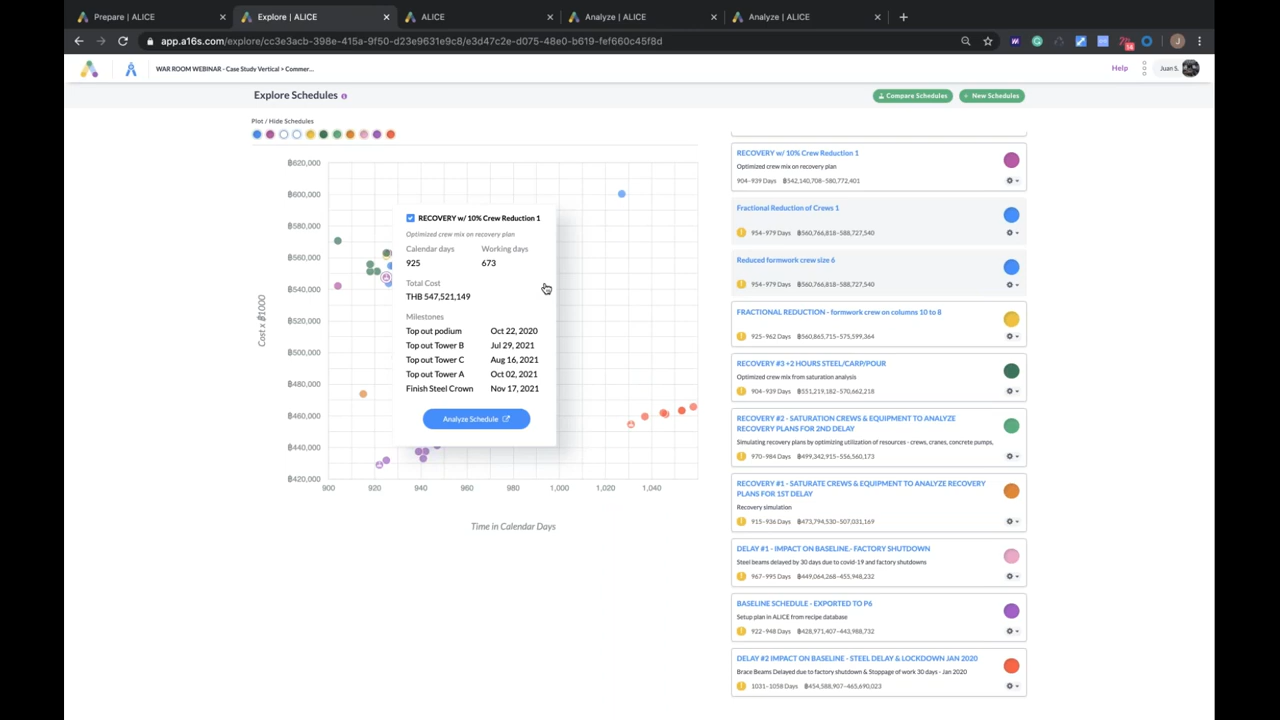 Prepare | ALICE
Explore | ALICE
ALICE
Analyze | ALICE
Analyze | ALICE
app.a16s.com/explore/cc3e3acb-398e-415a-9f50-d23e9631e9c8/e3d47c2e-d075-48e0-b619-fef660c45f8d
WAR ROOM WEBINAR - Case Study Vertical > Commer...
Help
Juan S.
Explore Schedules
Compare Schedules
+ New Schedules
Plot / Hide Schedules
฿620,000
฿600,000
฿580,000
฿560,000
฿540,000
฿520,000
฿500,000
฿480,000
฿460,000
฿440,000
฿420,000
Cost x ฿1000
900
920
940
960
980
1,000
1,020
1,040
Time in Calendar Days
RECOVERY w/ 10% Crew Reduction 1
Optimized crew mix on recovery plan
Calendar days Working days
925 673
Total Cost
THB 547,521,149
Milestones
Top out podium Oct 22, 2020
Top out Tower B Jul 29, 2021
Top out Tower C Aug 16, 2021
Top out Tower A Oct 02, 2021
Finish Steel Crown Nov 17, 2021
Analyze Schedule
RECOVERY w/ 10% Crew Reduction 1
Optimized crew mix on recovery plan
904–939 Days ฿542,140,708–580,772,401
Fractional Reduction of Crews 1
954–979 Days ฿560,766,818–588,727,540
Reduced formwork crew size 6
954–979 Days ฿560,766,818–588,727,540
FRACTIONAL REDUCTION - formwork crew on columns 10 to 8
925–962 Days ฿560,865,715–575,599,364
RECOVERY #3 +2 HOURS STEEL/CARP/POUR
Optimized crew mix from saturation analysis
904–939 Days ฿551,219,182–570,662,218
RECOVERY #2 - SATURATION CREWS & EQUIPMENT TO ANALYZE
RECOVERY PLANS FOR 2ND DELAY
Simulating recovery plans by optimizing utilization of resources - crews, cranes, concrete pumps,
970–984 Days ฿499,342,915–556,560,173
RECOVERY #1 - SATURATE CREWS & EQUIPMENT TO ANALYZE RECOVERY
PLANS FOR 1ST DELAY
Recovery simulation
915–936 Days ฿473,794,530–507,031,169
DELAY #1 - IMPACT ON BASELINE.- FACTORY SHUTDOWN
Steel beams delayed by 30 days due to covid-19 and factory shutdowns
967–995 Days ฿449,064,268–455,948,232
BASELINE SCHEDULE - EXPORTED TO P6
Setup plan in ALICE from recipe database
922–948 Days ฿428,971,407–443,988,732
DELAY #2 IMPACT ON BASELINE - STEEL DELAY & LOCKDOWN JAN 2020
Brace Beams Delayed due to factory shutdown & Stoppage of work 30 days - Jan 2020
1031–1058 Days ฿454,588,907–465,690,023